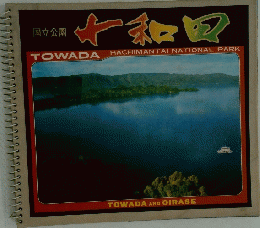 国立公園 十和田
TOWADA HACHIMANTAI NATIONAL PARK
TOWADA AND OIRASE